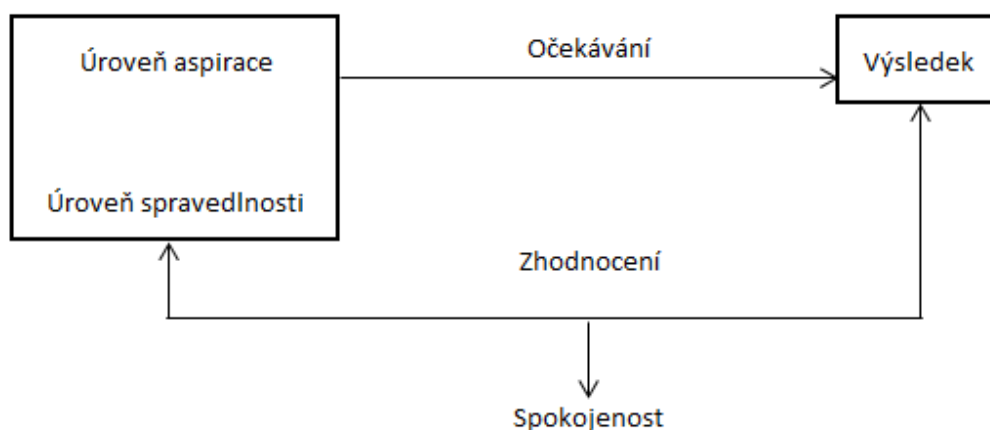 Úroveň aspirace
Očekávání
Výsledek
Úroveň spravedlnosti
Zhodnocení
Spokojenost